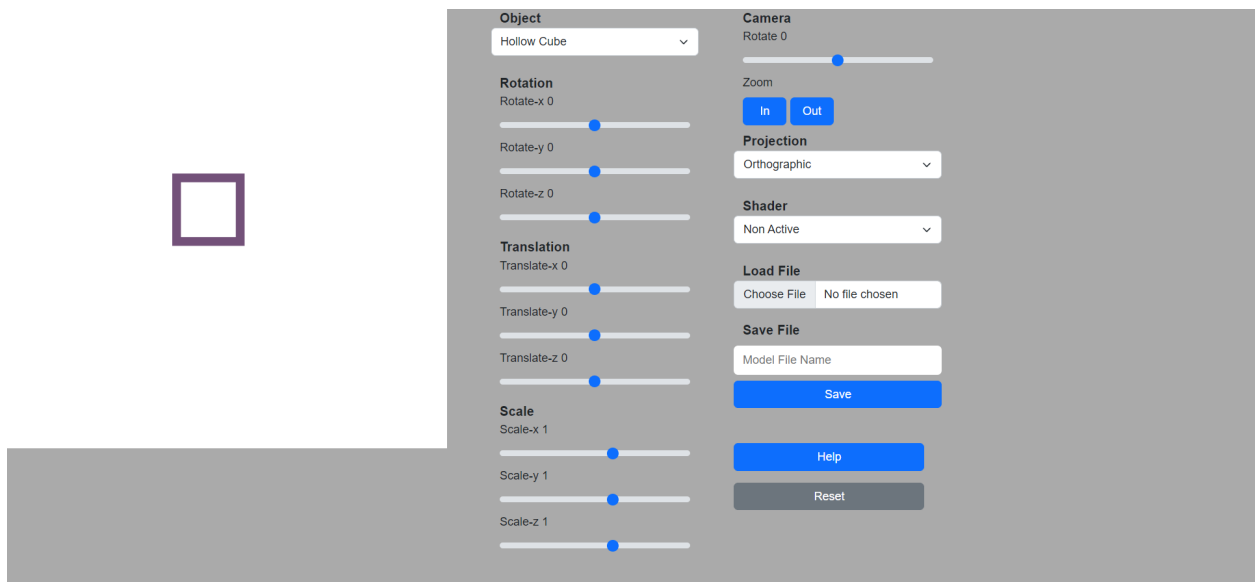 Object
Hollow Cube
Rotation
Rotate-x 0
Rotate-y 0
Rotate-z 0
Translation
Translate-x 0
Translate-y 0
Translate-z 0
Scale
Scale-x 1
Scale-y 1
Scale-z 1
Camera
Rotate 0
Zoom
In Out
Projection
Orthographic
Shader
Non Active
Load File
Choose File No file chosen
Save File
Model File Name
Save
Help
Reset